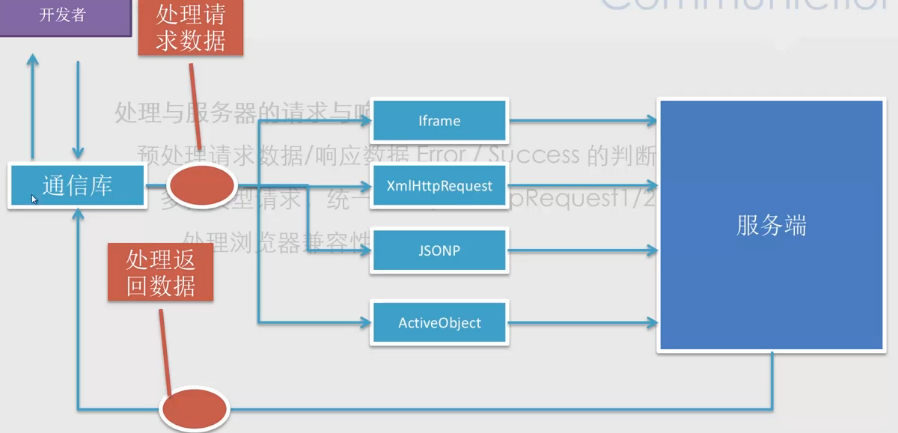 Communication
开发者
处理请
求数据
处理与服务器的请求与响
Iframe
预处理请求数据/响应数据 Error / Success 的判断
通信库
XmlHttpRequest
多种类型请求，统一 pRequest1/2
服务端
处理浏览器兼容性
JSONP
处理返
回数据
ActiveObject